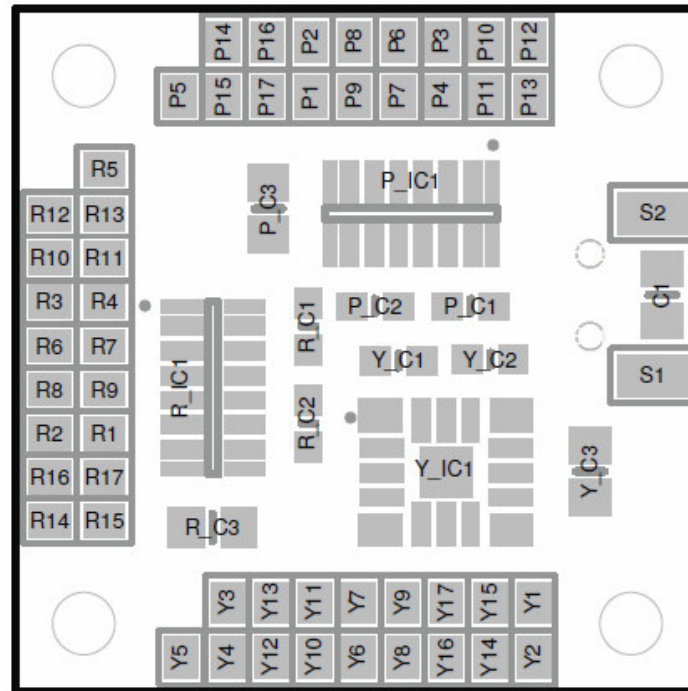 P14 P16 P2 P8 P6 P3 P10 P12
P5 P15 P17 P1 P9 P7 P4 P11 P13
R5
R12 R13
R10 R11
R3 R4
R6 R7
R8 R9
R2 R1
R16 R17
R14 R15
P_C3
P_IC1
S2
C1
S1
R_IC1
R_C1
P_C2
P_C1
Y_C1
Y_C2
R_C2
Y_IC1
Y_C3
R_C3
Y3 Y13 Y11 Y7 Y9 Y17 Y15 Y1
Y5 Y4 Y12 Y10 Y6 Y8 Y16 Y14 Y2